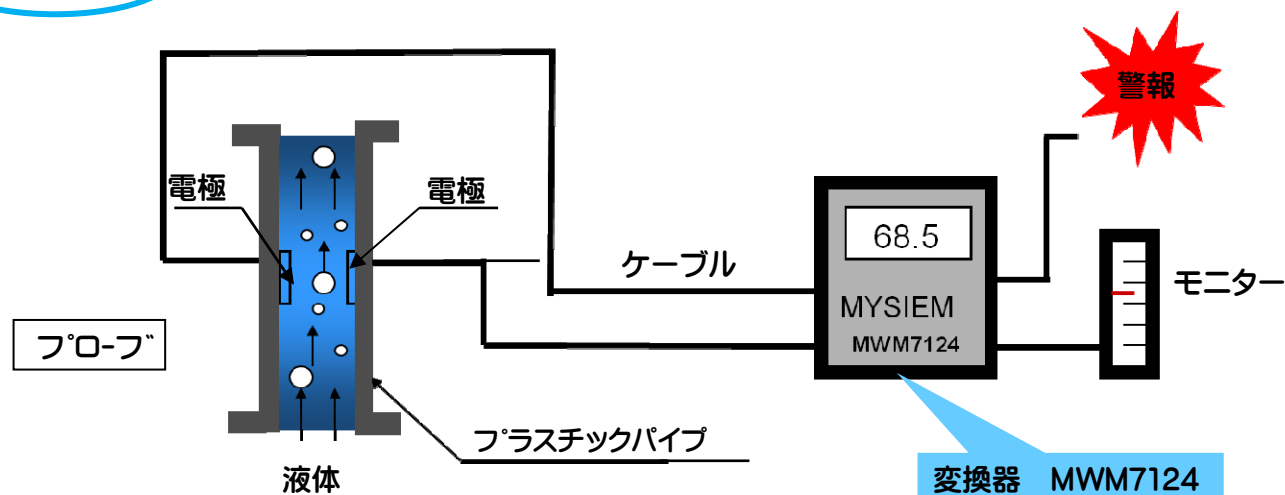 警報
電極
電極
68.5
ケーブル
モニター
MYSIEM
MWM7124
プローブ
プラスチックパイプ
液体
変換器 MWM7124